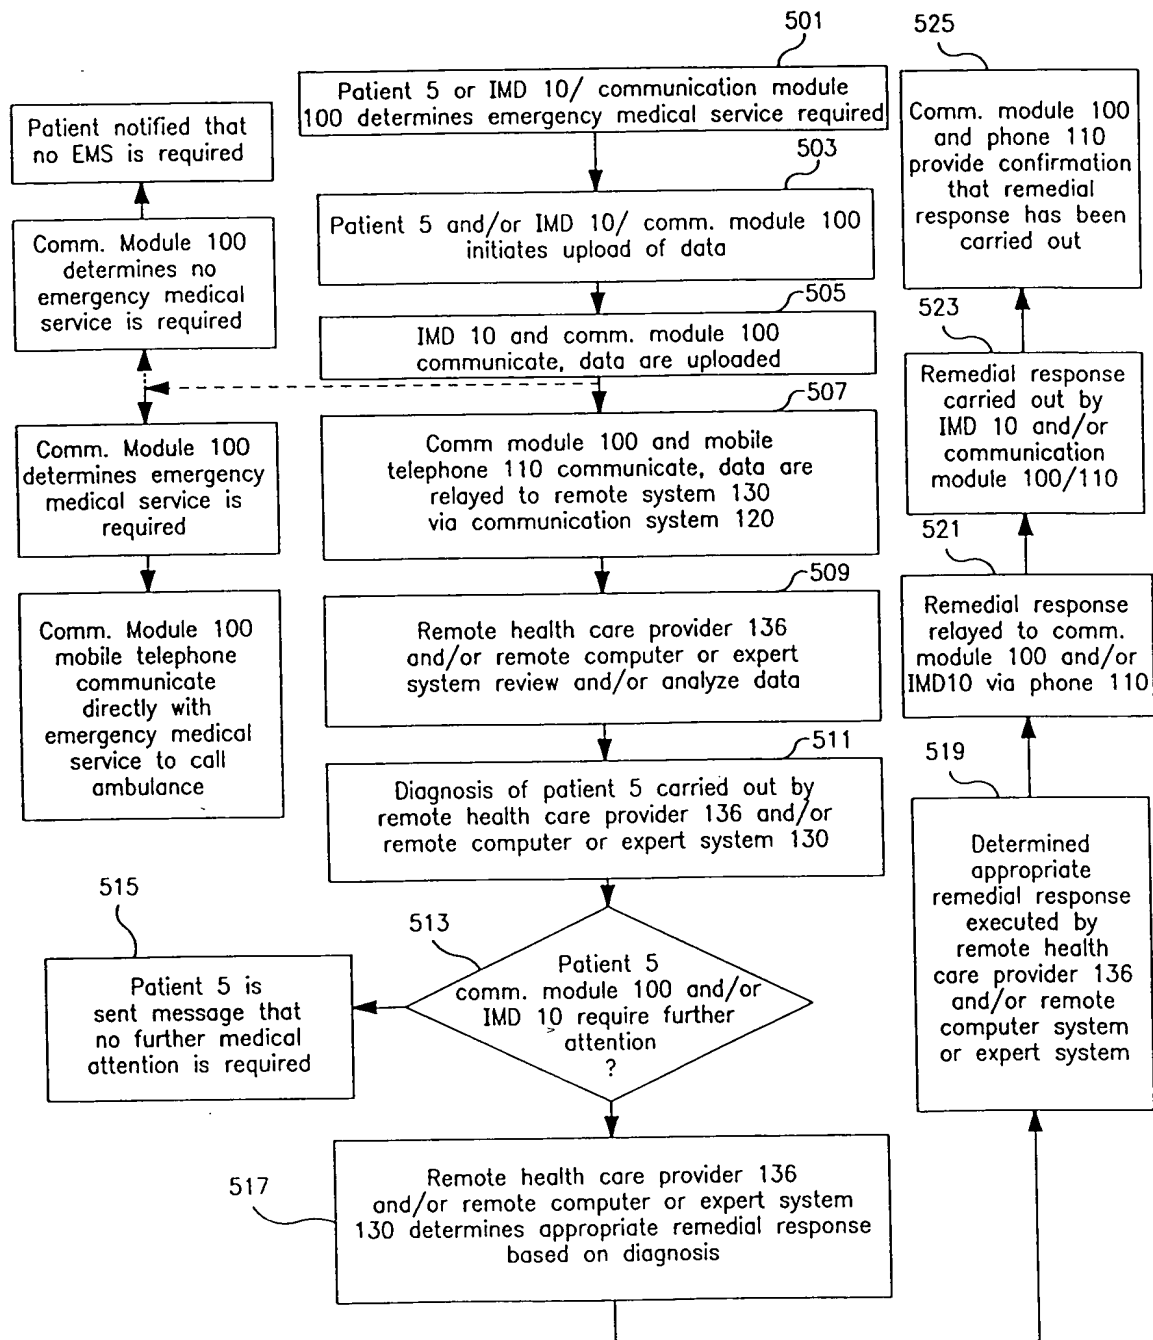 501
Patient 5 or IMD 10/ communication module
100 determines emergency medical service required
503
Patient 5 and/or IMD 10/ comm. module 100
initiates upload of data
505
IMD 10 and comm. module 100
communicate, data are uploaded
Patient notified that
no EMS is required
Comm. Module 100
determines no
emergency medical
service is required
Comm. Module 100
determines emergency
medical service is
required
Comm. Module 100
mobile telephone
communicate
directly with
emergency medical
service to call
ambulance
507
Comm module 100 and mobile
telephone 110 communicate, data are
relayed to remote system 130
via communication system 120
509
Remote health care provider 136
and/or remote computer or expert
system review and/or analyze data
511
Diagnosis of patient 5 carried out by
remote health care provider 136 and/or
remote computer or expert system 130
513
Patient 5
comm. module 100 and/or
IMD 10 require further
attention
?
515
Patient 5 is
sent message that
no further medical
attention is required
517
Remote health care provider 136
and/or remote computer or expert system
130 determines appropriate remedial response
based on diagnosis
519
Determined
appropriate
remedial response
executed by
remote health
care provider 136
and/or remote
computer system
or expert system
521
Remedial response
relayed to comm.
module 100 and/or
IMD10 via phone 110
523
Remedial response
carried out by
IMD 10 and/or
communication
module 100/110
525
Comm. module 100
and phone 110
provide confirmation
that remedial
response has been
carried out